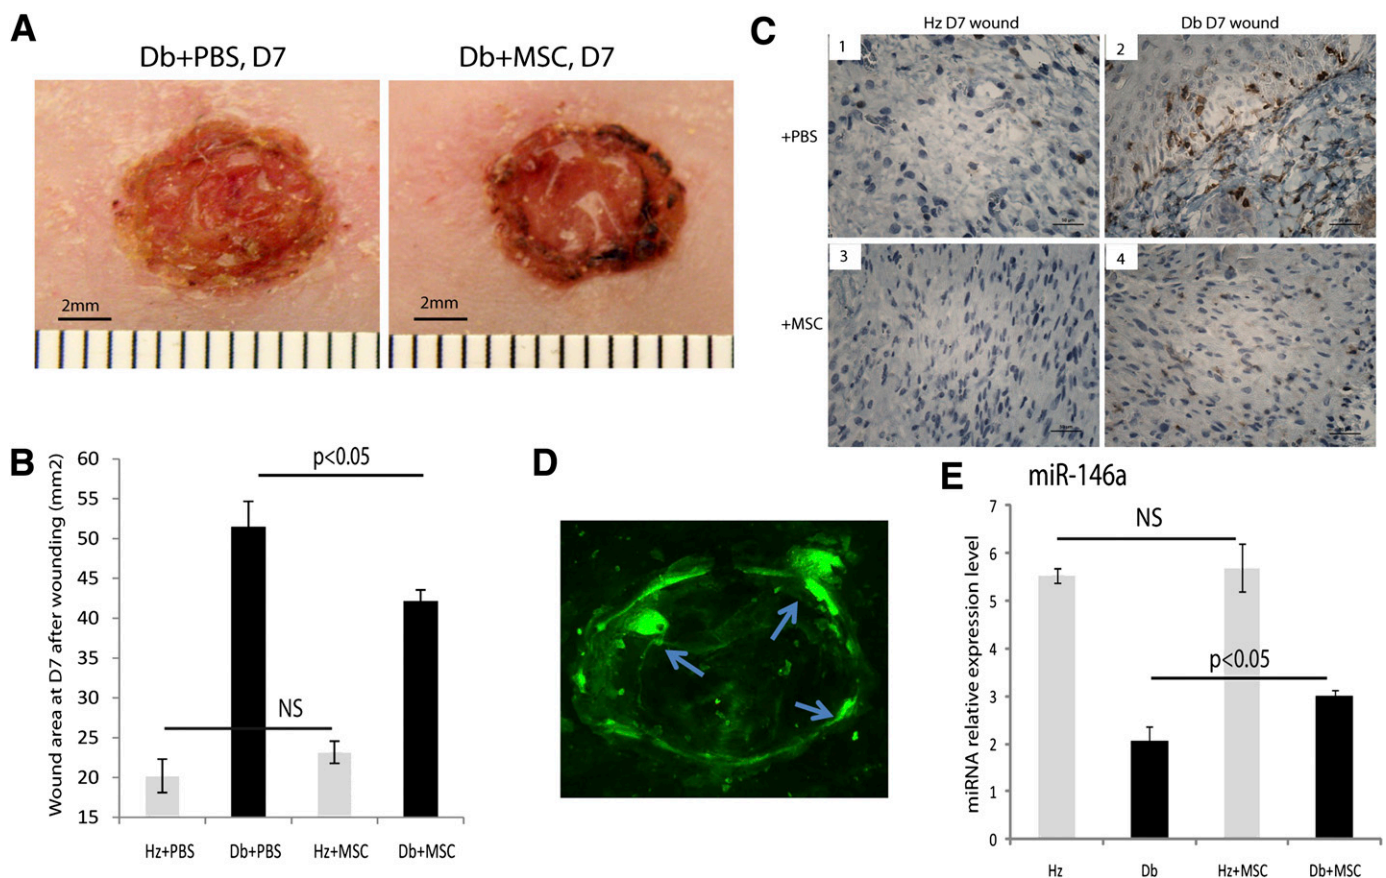 A
Db+PBS, D7
Db+MSC, D7
2mm
2mm
B
Wound area at D7 after wounding (mm2)
60
55
50
45
40
35
30
25
20
15
p<0.05
NS
Hz+PBS
Db+PBS
Hz+MSC
Db+MSC
C
Hz D7 wound
Db D7 wound
+PBS
+MSC
1
2
3
4
D
E
miR-146a
miRNA relative expression level
7
6
5
4
3
2
1
0
NS
p<0.05
Hz
Db
Hz+MSC
Db+MSC